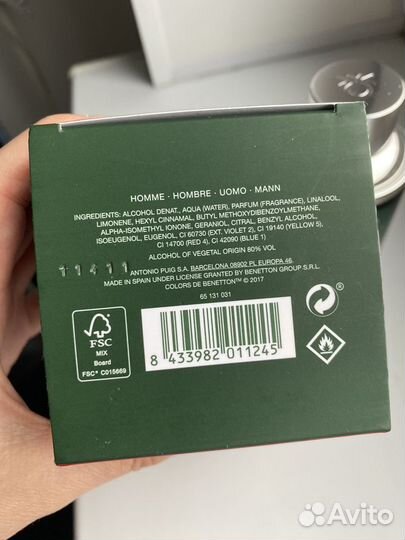 HOMME · HOMBRE · UOMO · MANN
INGREDIENTS: ALCOHOL DENAT., AQUA (WATER), PARFUM (FRAGRANCE), LINALOOL,
LIMONENE, HEXYL CINNAMAL, BUTYL METHOXYDIBENZOYLMETHANE,
ALPHA-ISOMETHYL IONONE, GERANIOL, CITRAL, BENZYL ALCOHOL,
ISOEUGENOL, EUGENOL, CI 60730 (EXT. VIOLET 2), CI 19140 (YELLOW 5),
CI 14700 (RED 4), CI 42090 (BLUE 1)
ALCOHOL OF VEGETAL ORIGIN 80% VOL
11411
ANTONIO PUIG S.A. BARCELONA 08902 PL EUROPA 46
MADE IN SPAIN UNDER LICENSE GRANTED BY BENETTON GROUP S.R.L.
COLORS OF BENETTON™ © 2017
65 131 031
FSC
MIX
Board
FSC® C015669
8 433982 011245
Avito